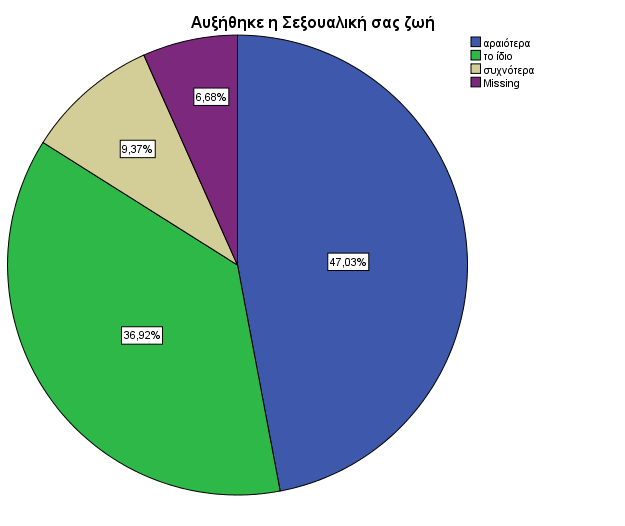 Αυξήθηκε η Σεξουαλική σας ζωή
αραιότερα
το ίδιο
συχνότερα
Missing
6,68%
9,37%
47,03%
36,92%